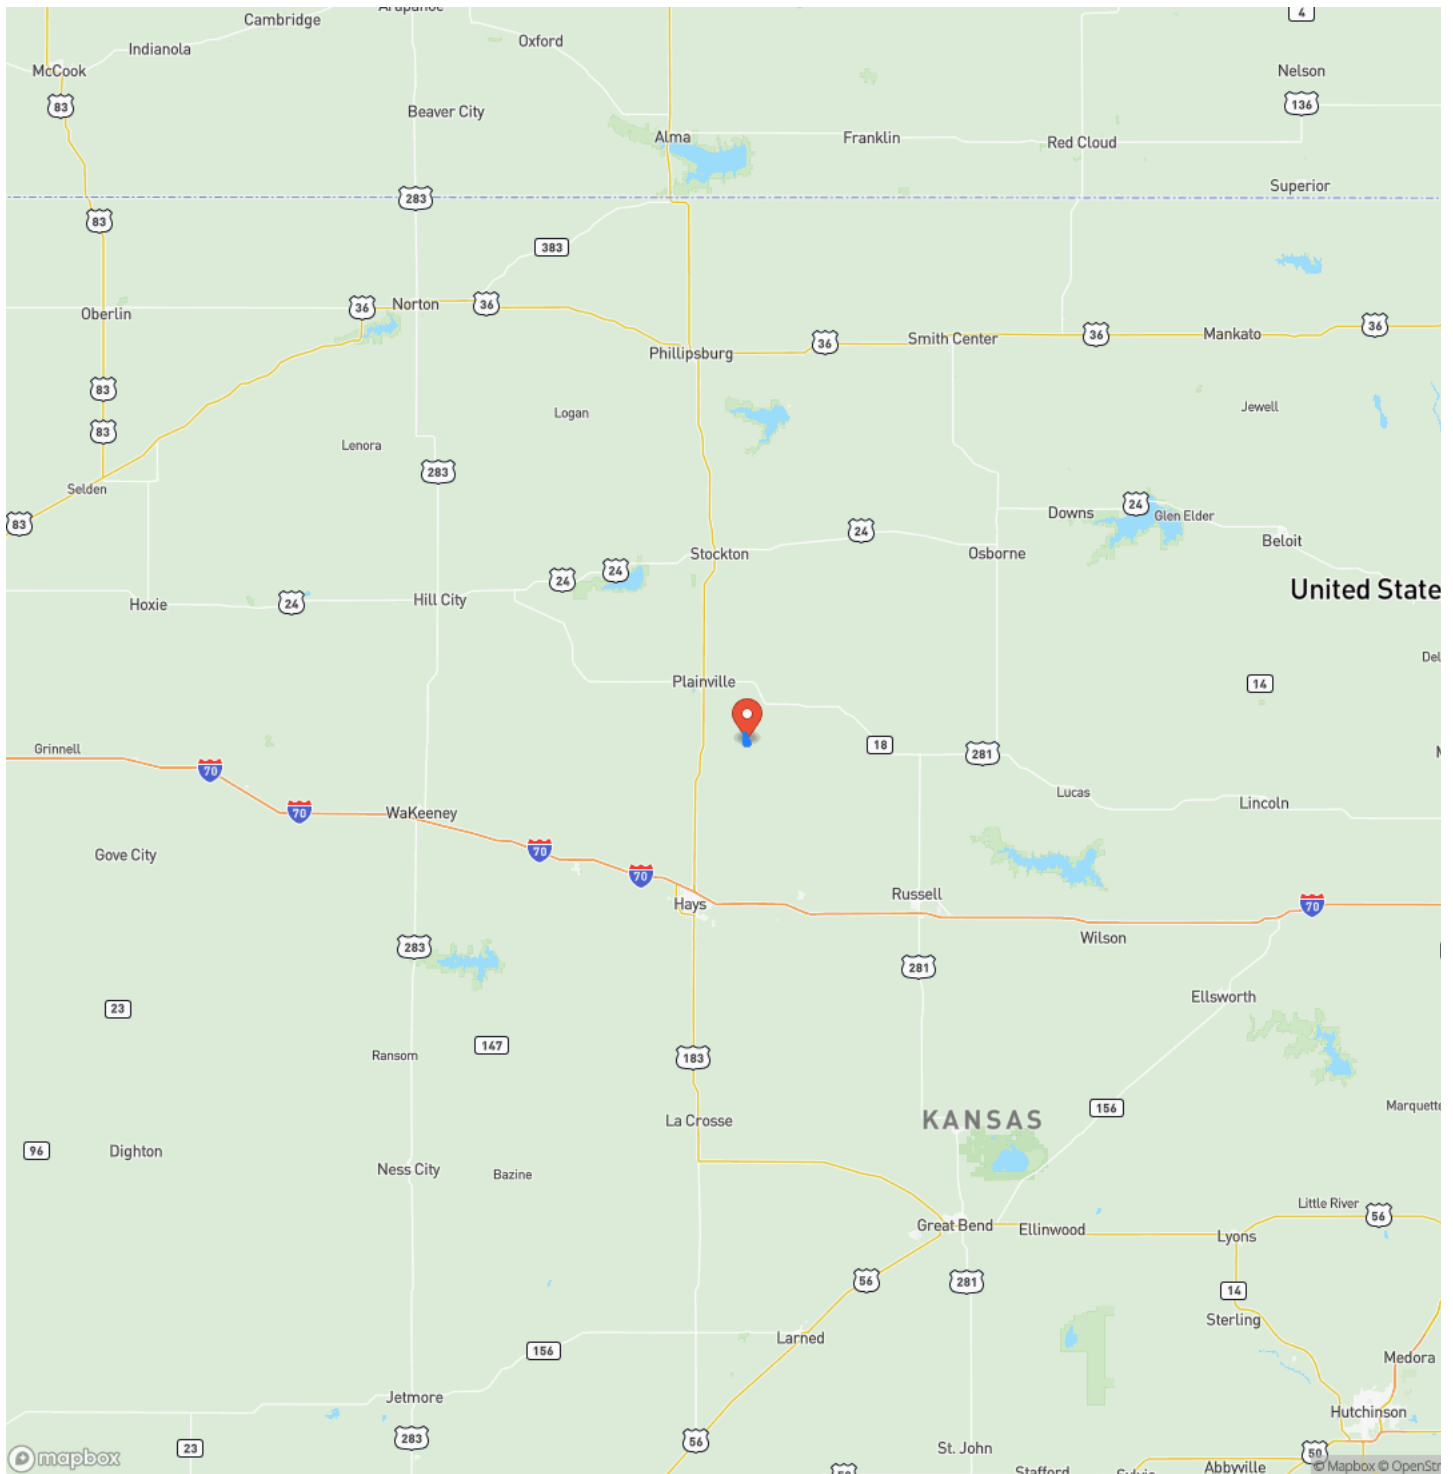 Arapahoe
Cambridge
4
Oxford
Indianola
McCook
Nelson
83
136
Beaver City
Alma
Franklin
Red Cloud
Superior
283
83
383
Oberlin
36
Norton
36
36
36
Mankato
36
Smith Center
Phillipsburg
83
Logan
Jewell
83
Lenora
283
Selden
24
Downs
Glen Elder
83
24
Stockton
Osborne
Beloit
24
24
United State
Hoxie
24
Hill City
Del
Plainville
14
Grinnell
18
281
70
Lucas
70
WaKeeney
Lincoln
Gove City
70
70
Russell
Hays
70
Wilson
283
281
Ellsworth
23
147
Ransom
183
Marquette
156
La Crosse
KANSAS
96
Dighton
Ness City
Bazine
Little River
56
Great Bend
Ellinwood
Lyons
56
281
14
Sterling
Larned
156
Medora
Jetmore
Hutchinson
283
56
23
St. John
50
mapbox
Abbyville
© Mapbox © OpenStr
Stafford